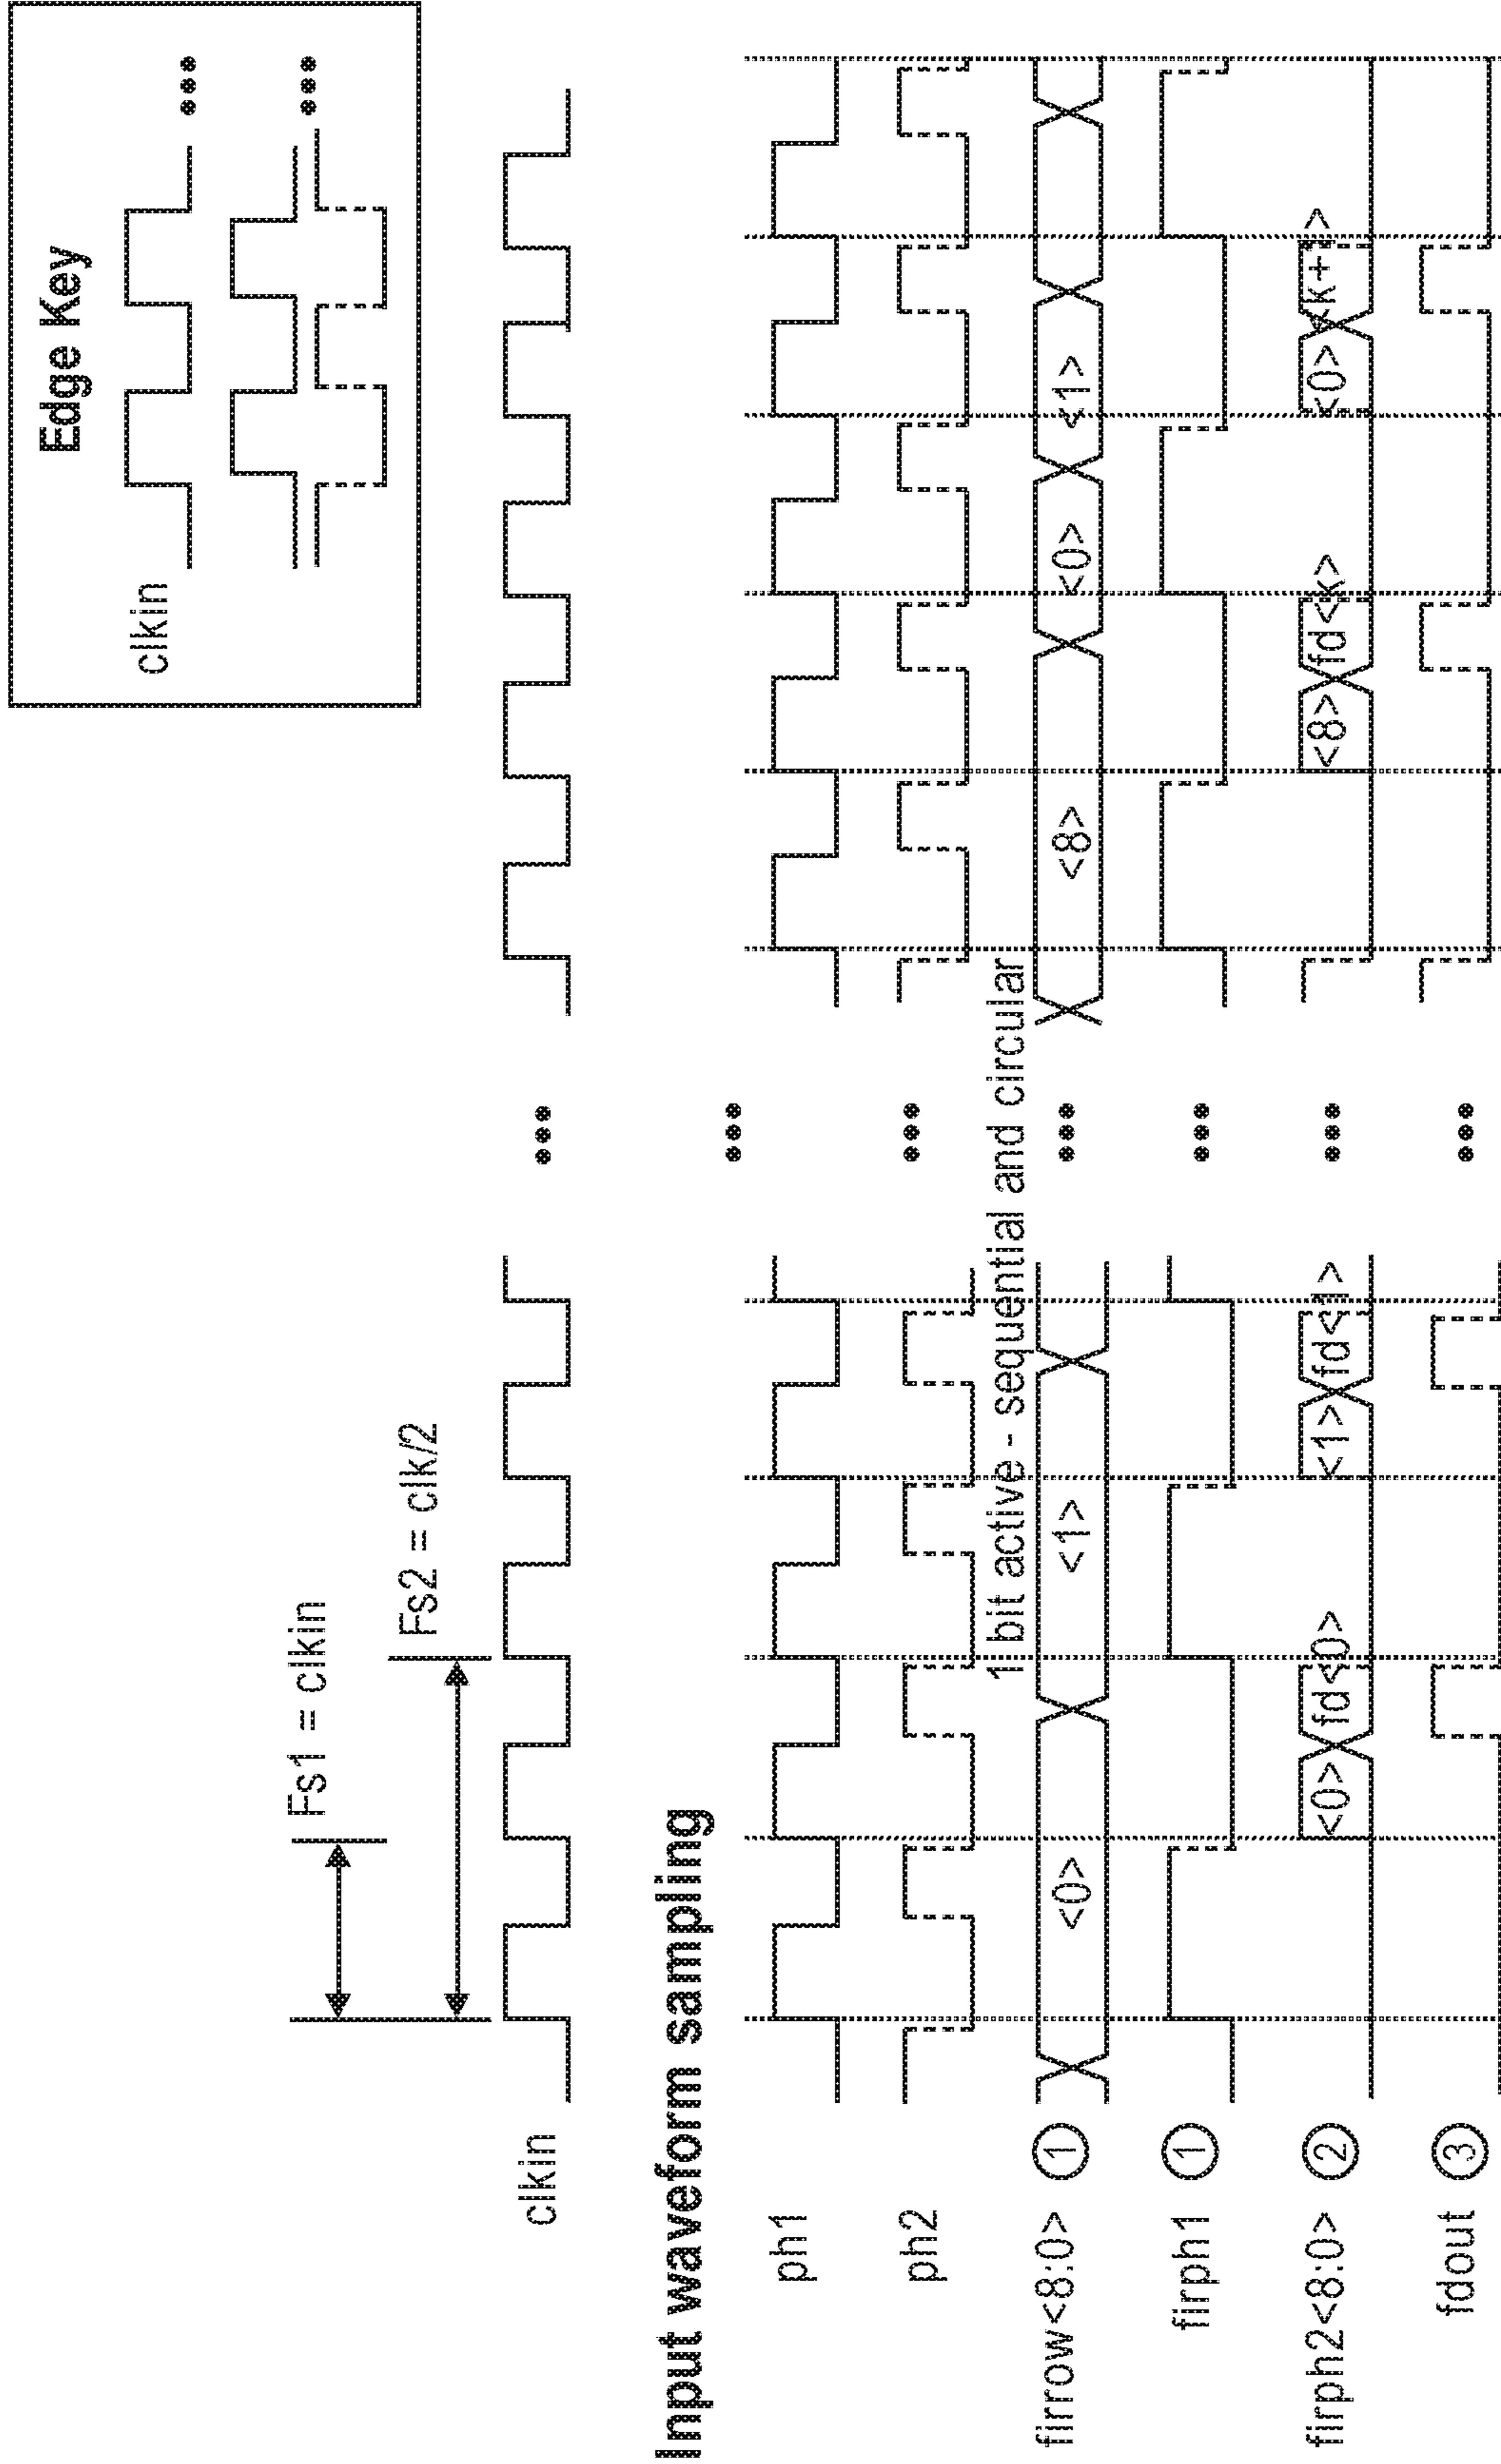 Edge Key
clkin
Fs1 = clkin
Fs2 = clk/2
clkin
Input waveform sampling
ph1
ph2
1 bit active - sequential and circular
firrow<8:0> 1 <0> <1> <8> <0> <1>
firph1 1
firph2<8:0> 2 <0> fd<0> <1> fd<1> <8> fd<k> <0> <k+1>
fdout 3